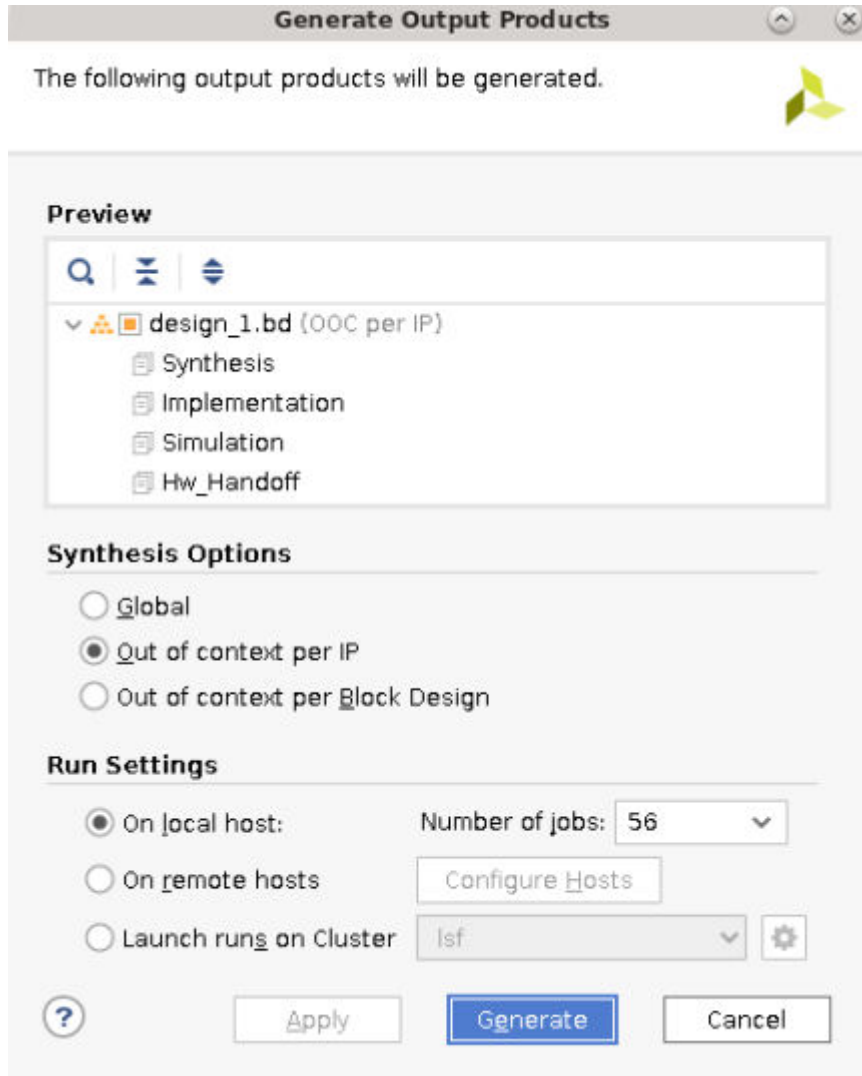 Generate Output Products
The following output products will be generated.
Preview
design_1.bd (OOC per IP)
Synthesis
Implementation
Simulation
Hw_Handoff
Synthesis Options
Global
Out of context per IP
Out of context per Block Design
Run Settings
On local host: Number of jobs: 56
On remote hosts Configure Hosts
Launch runs on Cluster lsf
? Apply Generate Cancel